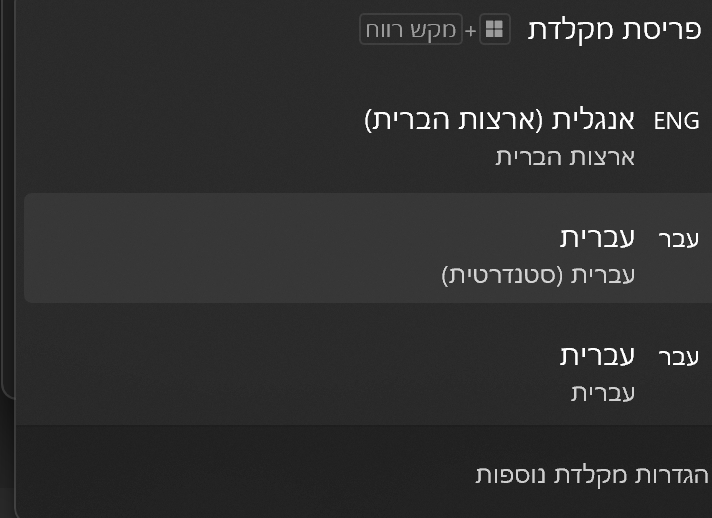 פריסת מקלדת + מקש רווח
ENG אנגלית (ארצות הברית)
ארצות הברית
עבר עברית
עברית (סטנדרטית)
עבר עברית
עברית
הגדרות מקלדת נוספות